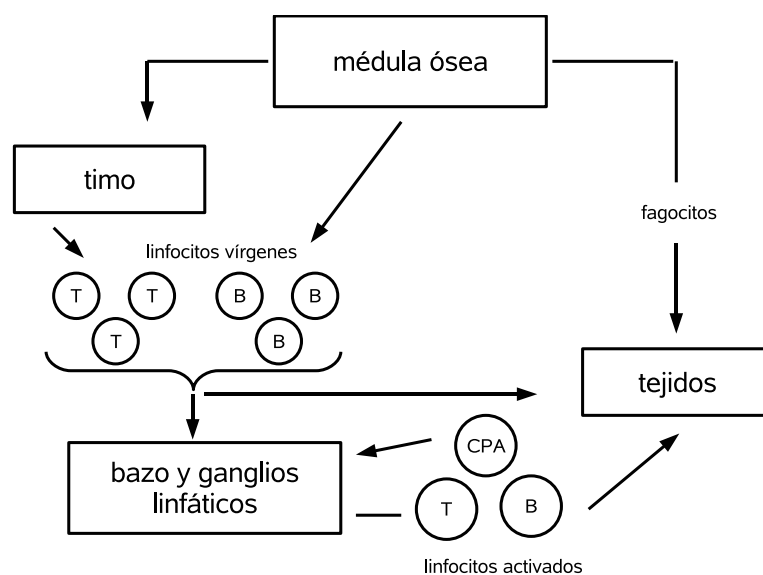 médula ósea
timo
fagocitos
linfocitos vírgenes
T
T
B
B
T
B
tejidos
CPA
bazo y ganglios
linfáticos
T
B
linfocitos activados